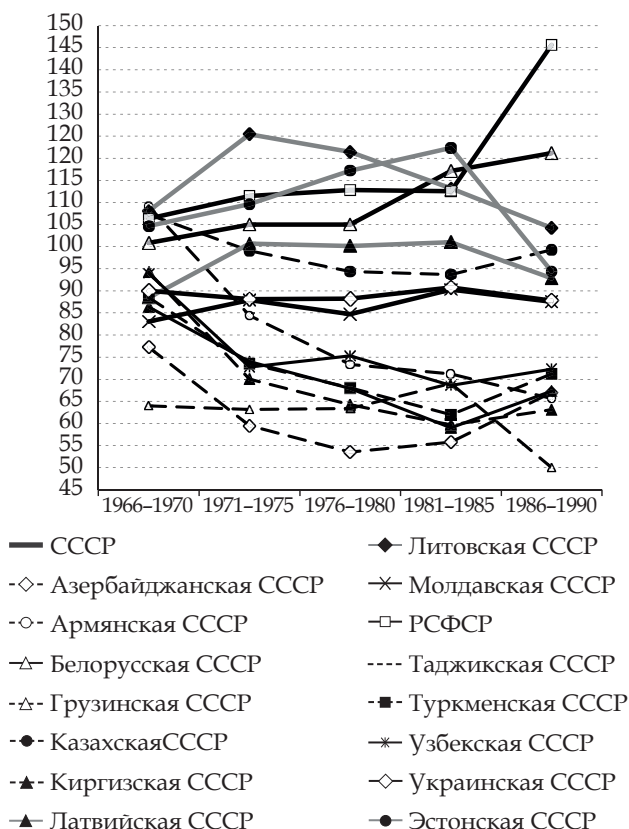 150
145
135
130
125
120
120
115
110
105
100
95
90
85
80
75
70
65
60
55
50
45
1966–1970 1971–1975 1976–1980 1981–1985 1986–1990
СССР
Литовская СССР
Азербайджанская СССР
Молдавская СССР
Армянская СССР
РСФСР
Белорусская СССР
Таджикская СССР
Грузинская СССР
Туркменская СССР
КазахскаяСССР
Узбекская СССР
Киргизская СССР
Украинская СССР
Латвийская СССР
Эстонская СССР